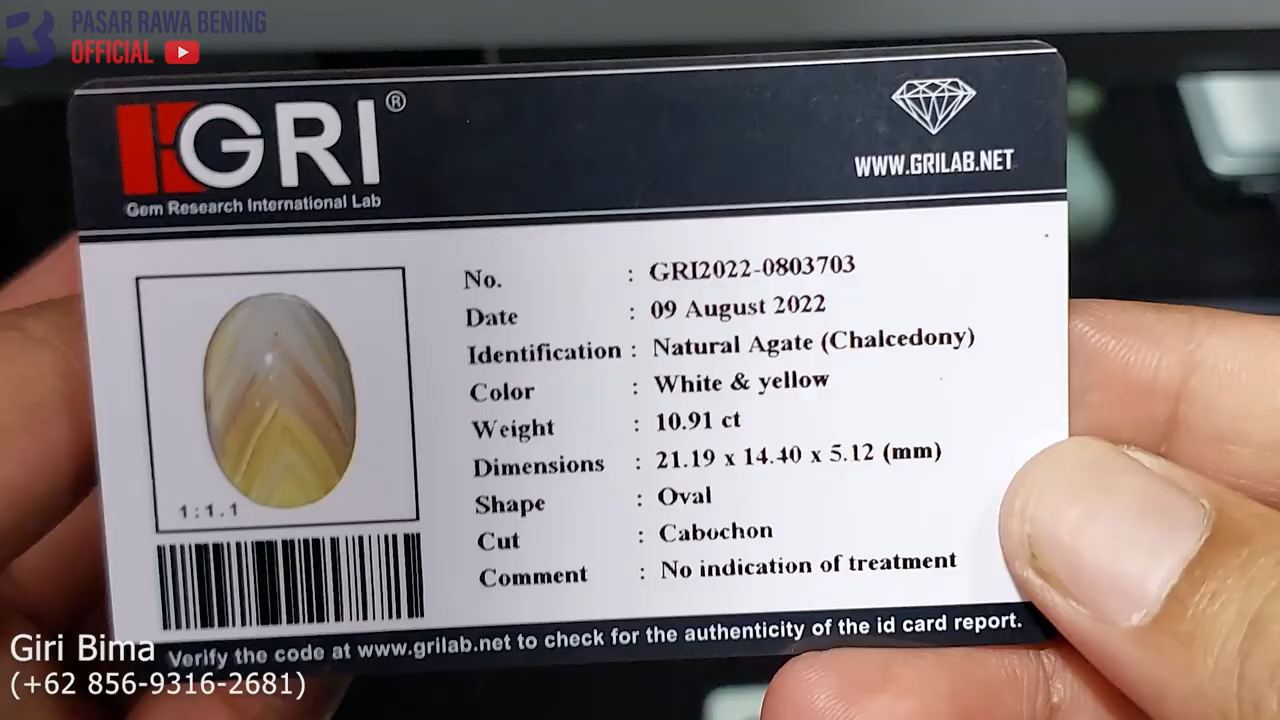 PASAR RAWA BENING
OFFICIAL
GRI®
Gem Research International Lab
WWW.GRILAB.NET
No. : GRI2022-0803703
Date : 09 August 2022
Identification : Natural Agate (Chalcedony)
Color : White & yellow
Weight : 10.91 ct
Dimensions : 21.19 x 14.40 x 5.12 (mm)
Shape : Oval
Cut : Cabochon
Comment : No indication of treatment
1:1.1
Verify the code at www.grilab.net to check for the authenticity of the id card report.
Giri Bima
(+62 856-9316-2681)